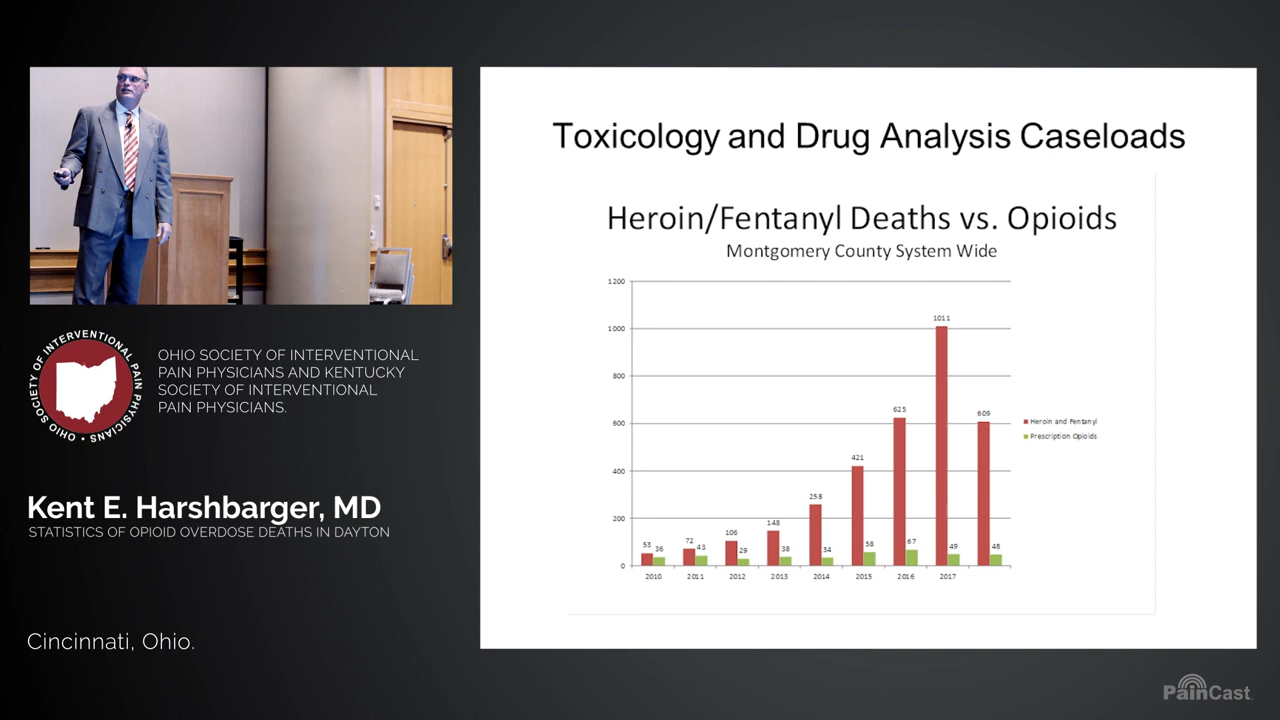 Toxicology and Drug Analysis Caseloads
Heroin/Fentanyl Deaths vs. Opioids
Montgomery County System Wide
1200
1000
800
600
400
200
0
53
36
72
43
106
29
148
38
258
34
421
58
625
67
1011
49
609
48
2010
2011
2012
2013
2014
2015
2016
2017
Heroin and Fentanyl
Prescription Opioids
OHIO SOCIETY OF INTERVENTIONAL PAIN PHYSICIANS •
OHIO SOCIETY OF INTERVENTIONAL
PAIN PHYSICIANS AND KENTUCKY
SOCIETY OF INTERVENTIONAL
PAIN PHYSICIANS.
Kent E. Harshbarger, MD
STATISTICS OF OPIOID OVERDOSE DEATHS IN DAYTON
Cincinnati, Ohio.
PainCast